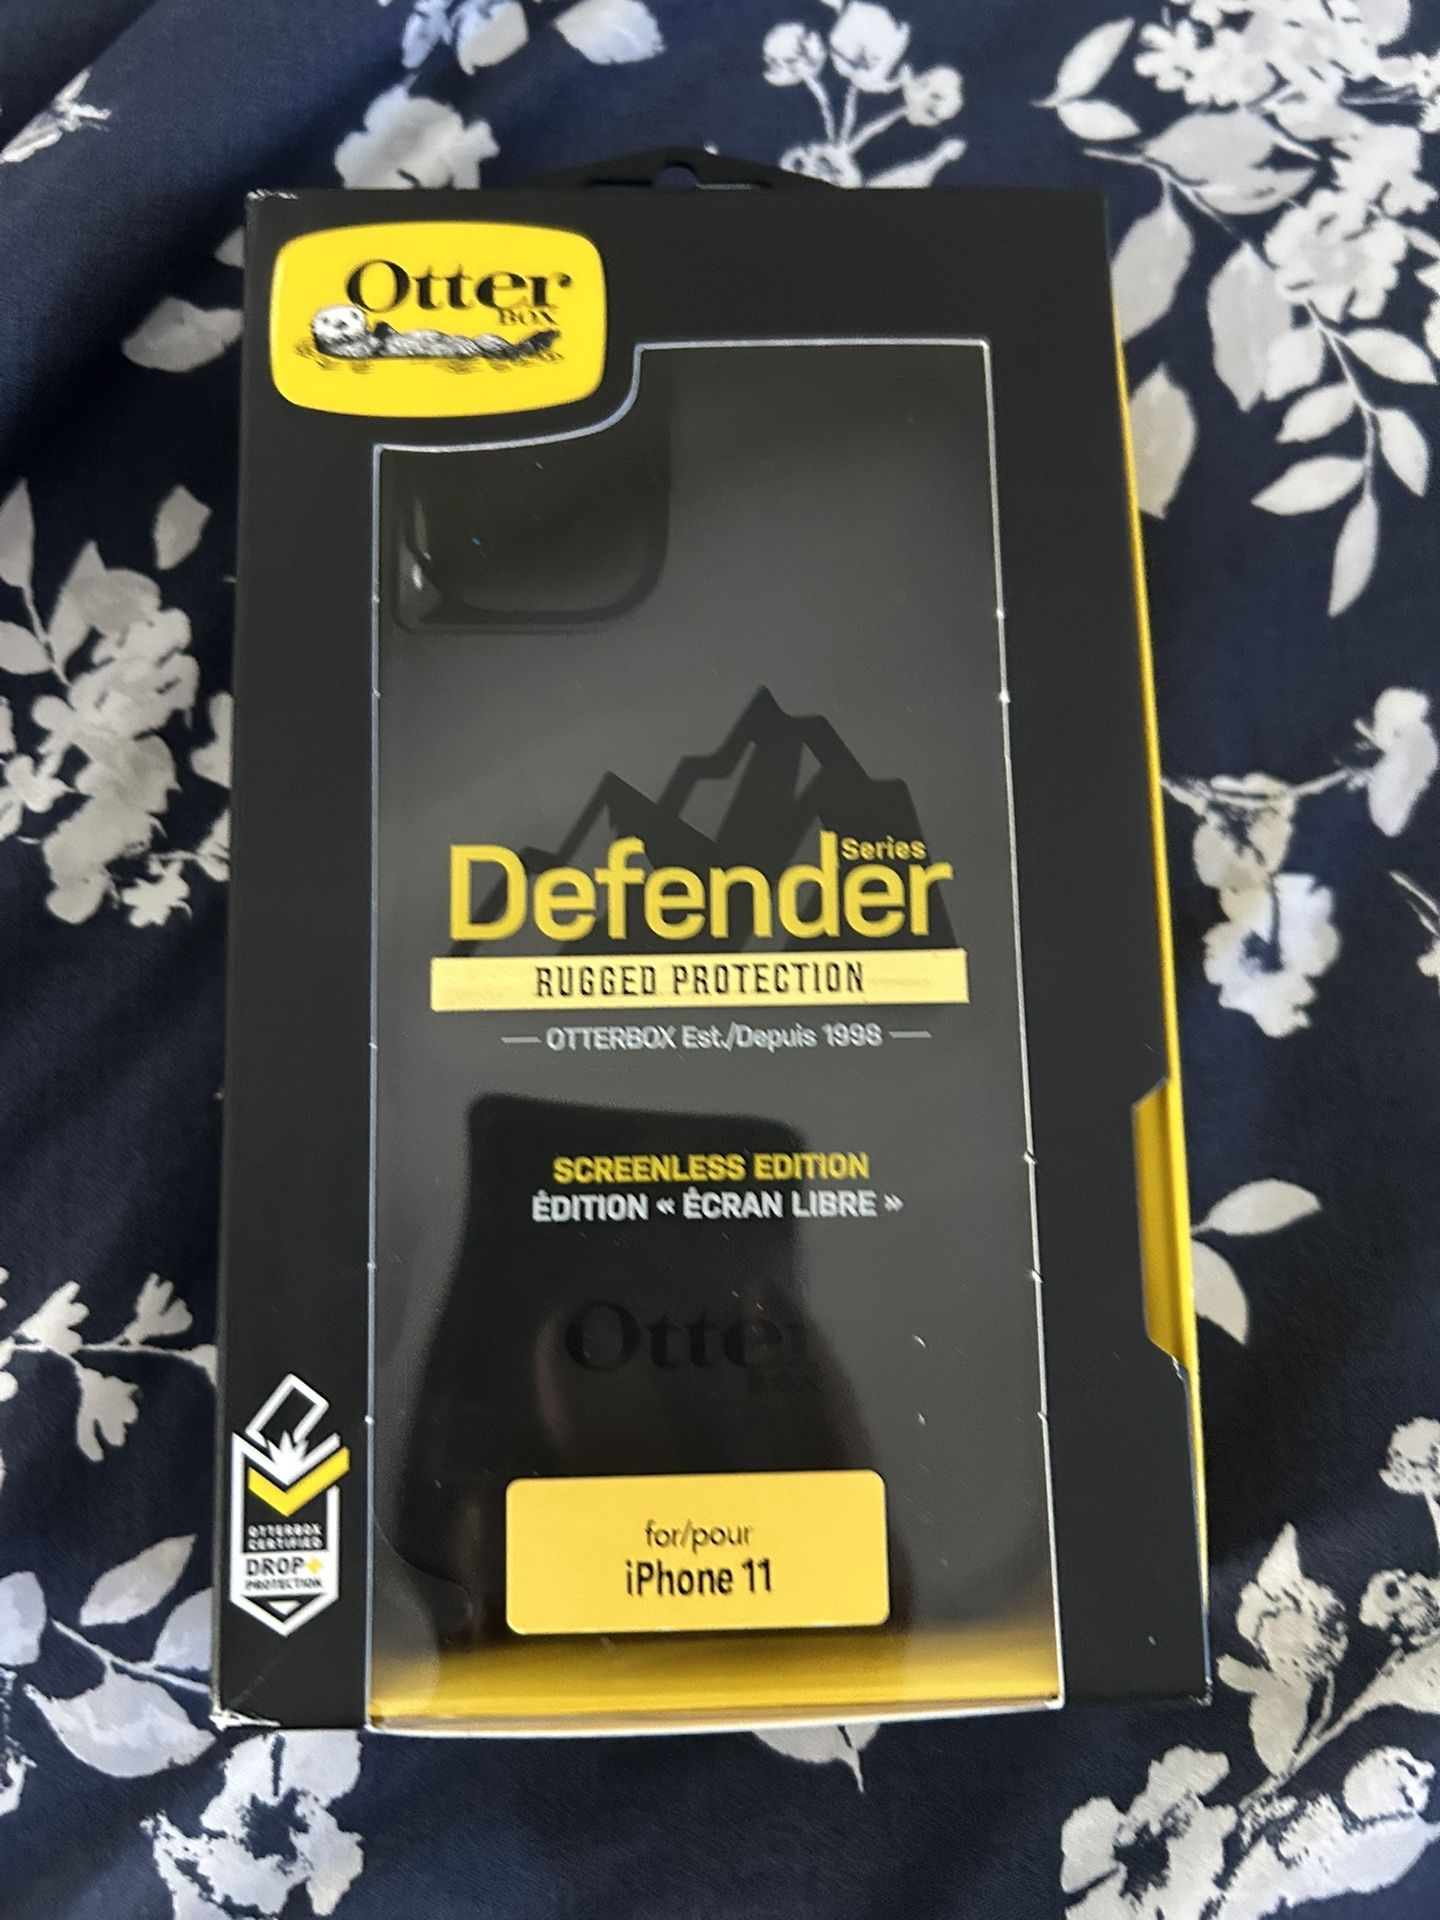 Otter
BOX
Series
Defender
RUGGED PROTECTION
OTTERBOX Est./Depuis 1998
SCREENLESS EDITION
ÉDITION « ÉCRAN LIBRE »
Otter
BOX
for/pour
iPhone 11
OTTERBOX
CERTIFIED
DROP+
PROTECTION